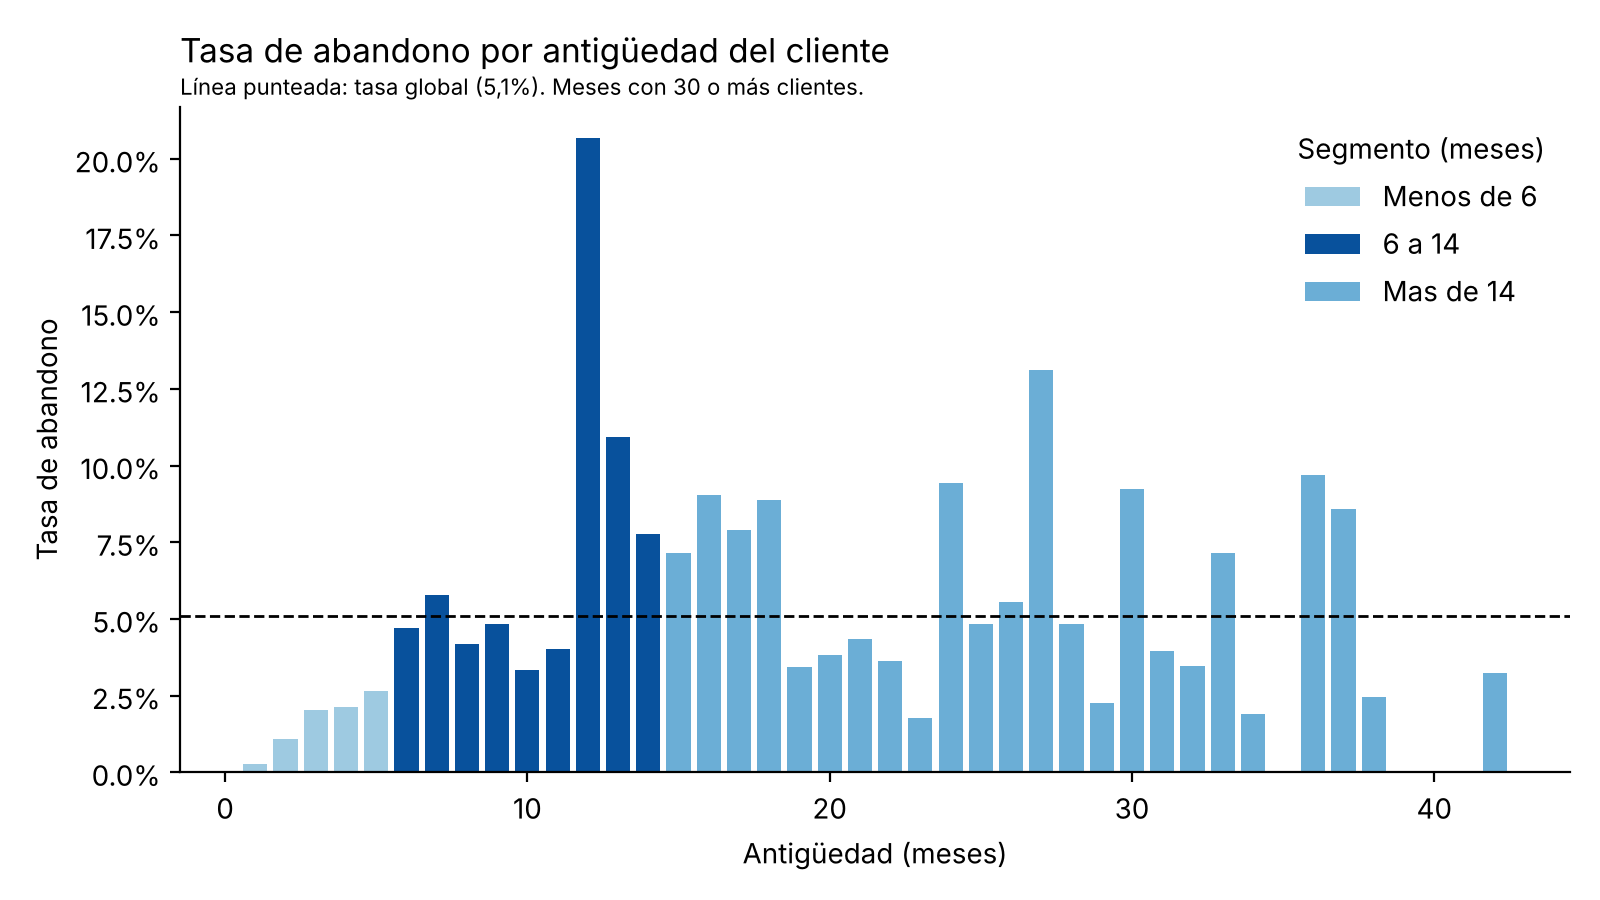 Tasa de abandono por antigüedad del cliente
Línea punteada: tasa global (5,1%). Meses con 30 o más clientes.
Segmento (meses)
Menos de 6
6 a 14
Mas de 14
Tasa de abandono
20.0%
17.5%
15.0%
12.5%
10.0%
7.5%
5.0%
2.5%
0.0%
0 10 20 30 40
Antigüedad (meses)